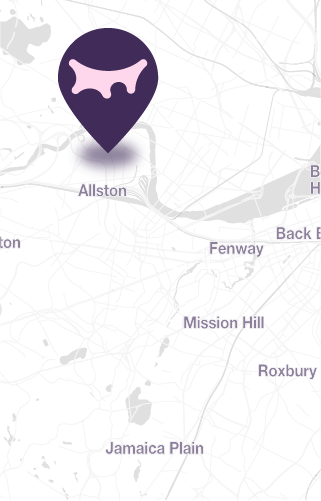 B
H
Allston
Back E
ton
Fenway
Mission Hill
Roxbury
Jamaica Plain